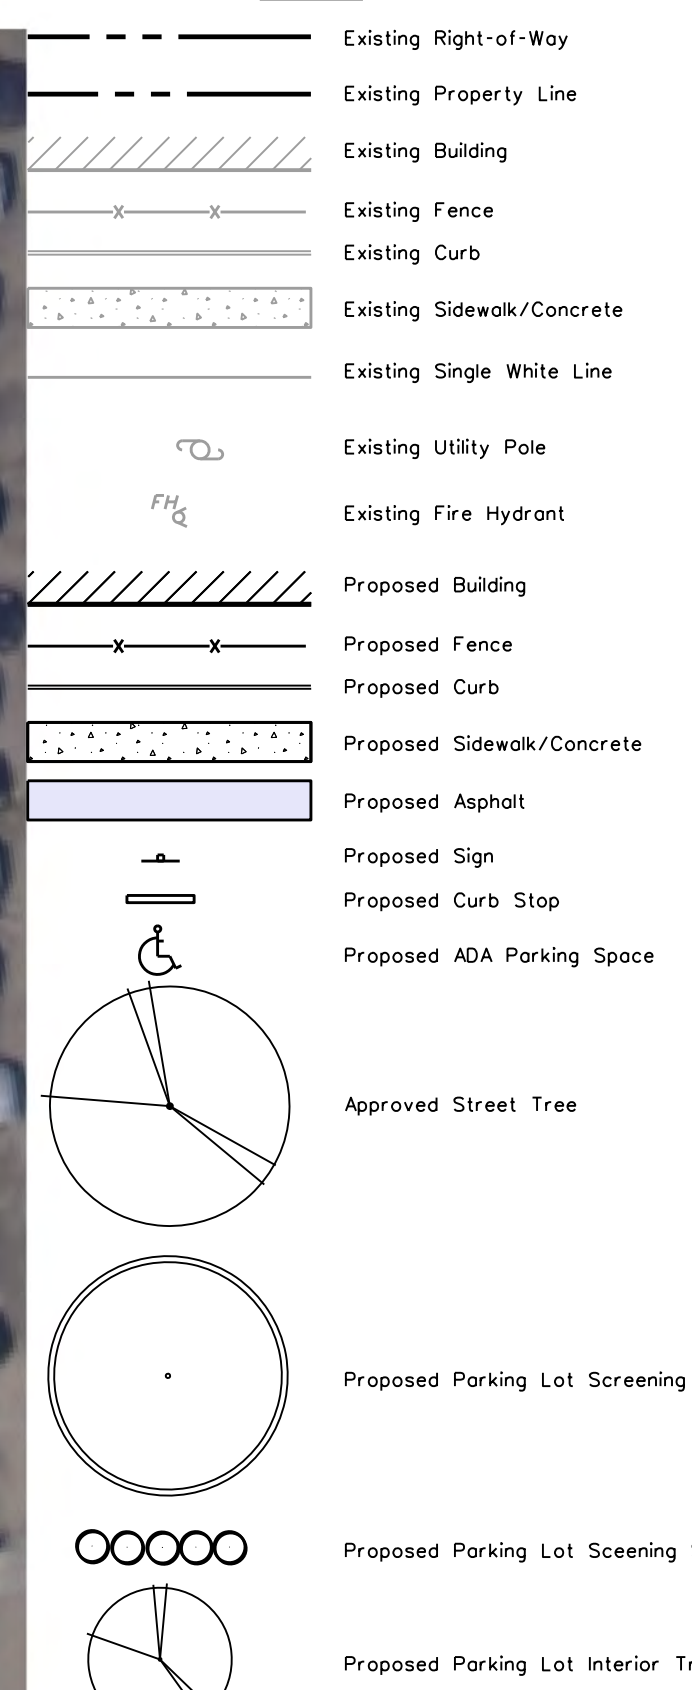 Existing Right-of-Way
Existing Property Line
Existing Building
Existing Fence
Existing Curb
Existing Sidewalk/Concrete
Existing Single White Line
Existing Utility Pole
FH
Existing Fire Hydrant
Proposed Building
Proposed Fence
Proposed Curb
Proposed Sidewalk/Concrete
Proposed Asphalt
Proposed Sign
Proposed Curb Stop
Proposed ADA Parking Space
Approved Street Tree
Proposed Parking Lot Screening
Proposed Parking Lot Sceening
Proposed Parking Lot Interior